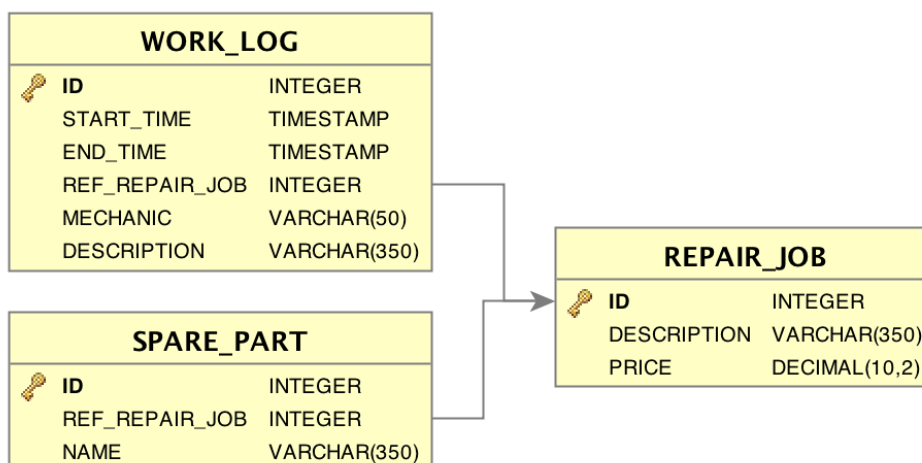 WORK_LOG
ID INTEGER
START_TIME TIMESTAMP
END_TIME TIMESTAMP
REF_REPAIR_JOB INTEGER
MECHANIC VARCHAR(50)
DESCRIPTION VARCHAR(350)
SPARE_PART
ID INTEGER
REF_REPAIR_JOB INTEGER
NAME VARCHAR(350)
REPAIR_JOB
ID INTEGER
DESCRIPTION VARCHAR(350)
PRICE DECIMAL(10,2)